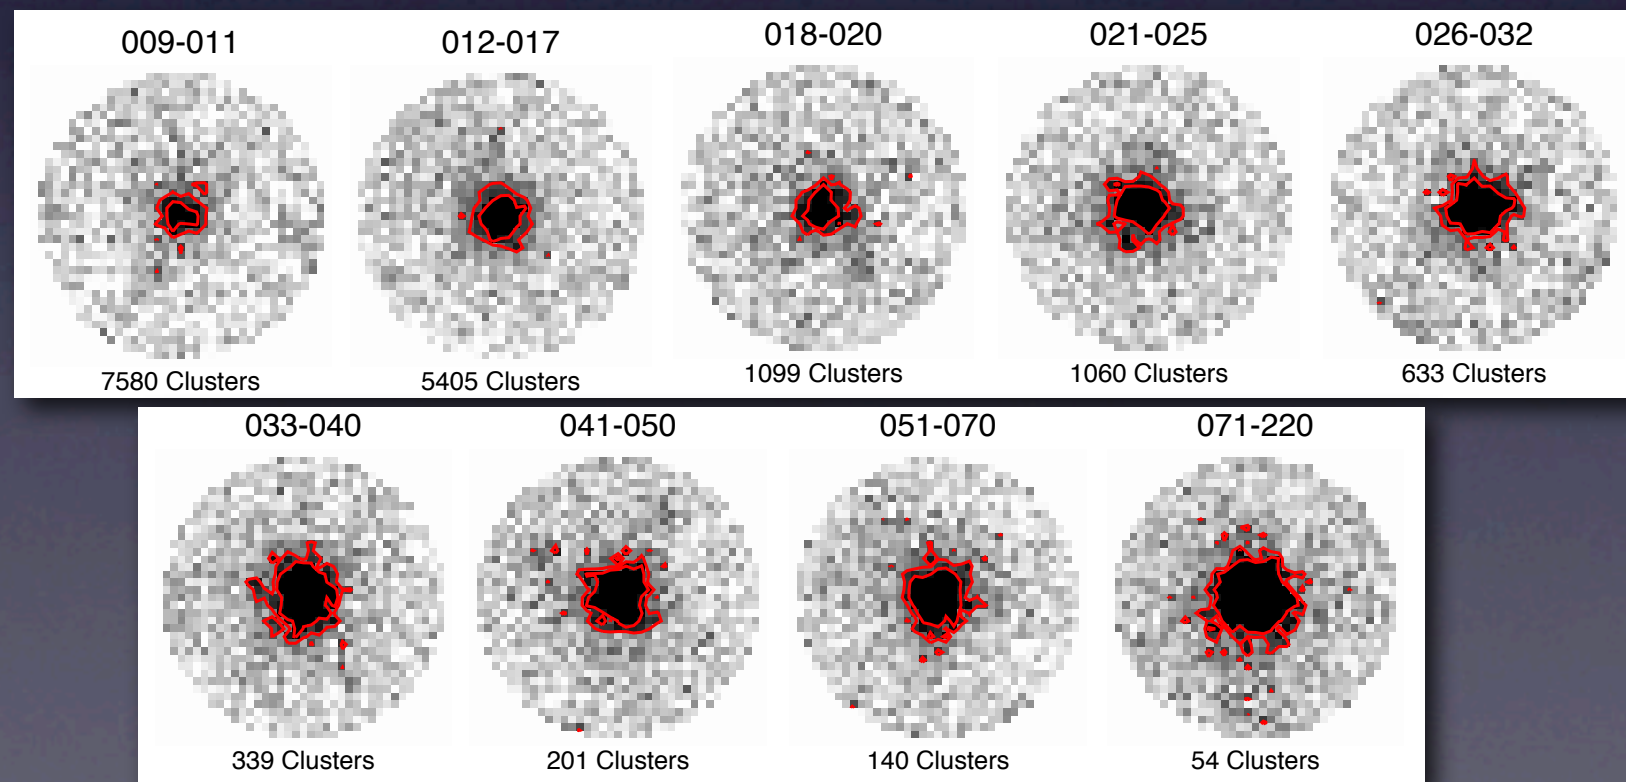 009-011
012-017
018-020
021-025
026-032
7580 Clusters
5405 Clusters
1099 Clusters
1060 Clusters
633 Clusters
033-040
041-050
051-070
071-220
339 Clusters
201 Clusters
140 Clusters
54 Clusters